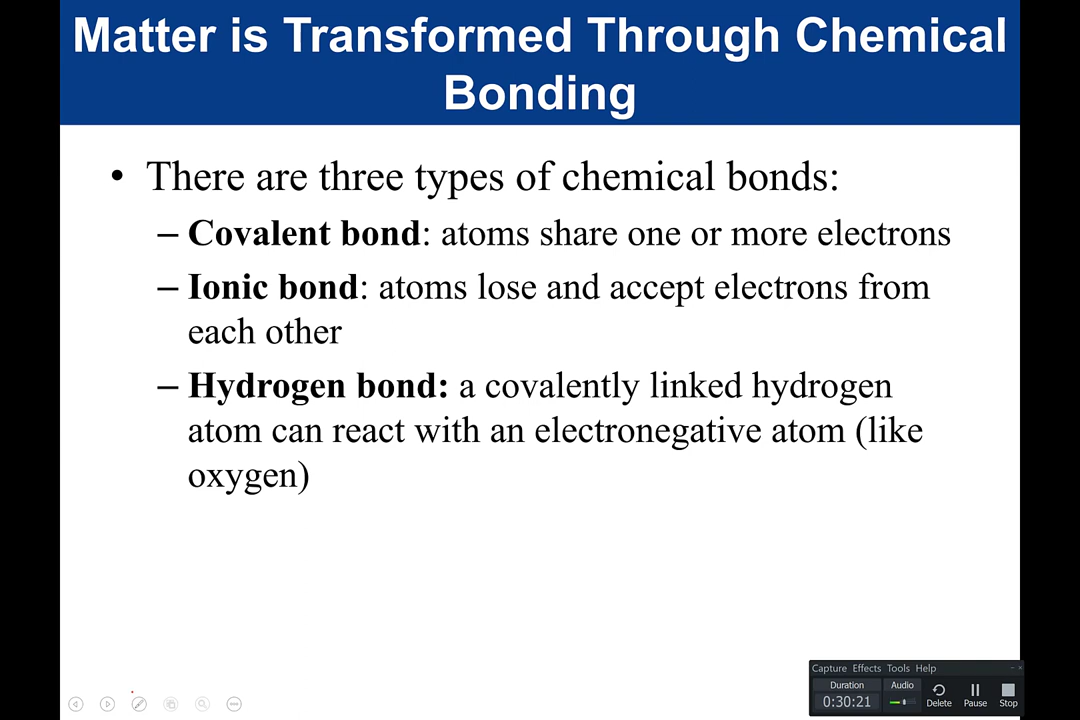 Matter is Transformed Through Chemical
Bonding
• There are three types of chemical bonds:
– Covalent bond: atoms share one or more electrons
– Ionic bond: atoms lose and accept electrons from
each other
– Hydrogen bond: a covalently linked hydrogen
atom can react with an electronegative atom (like
oxygen)
Capture Effects Tools Help
Duration Audio
0:30:21 Delete Pause Stop